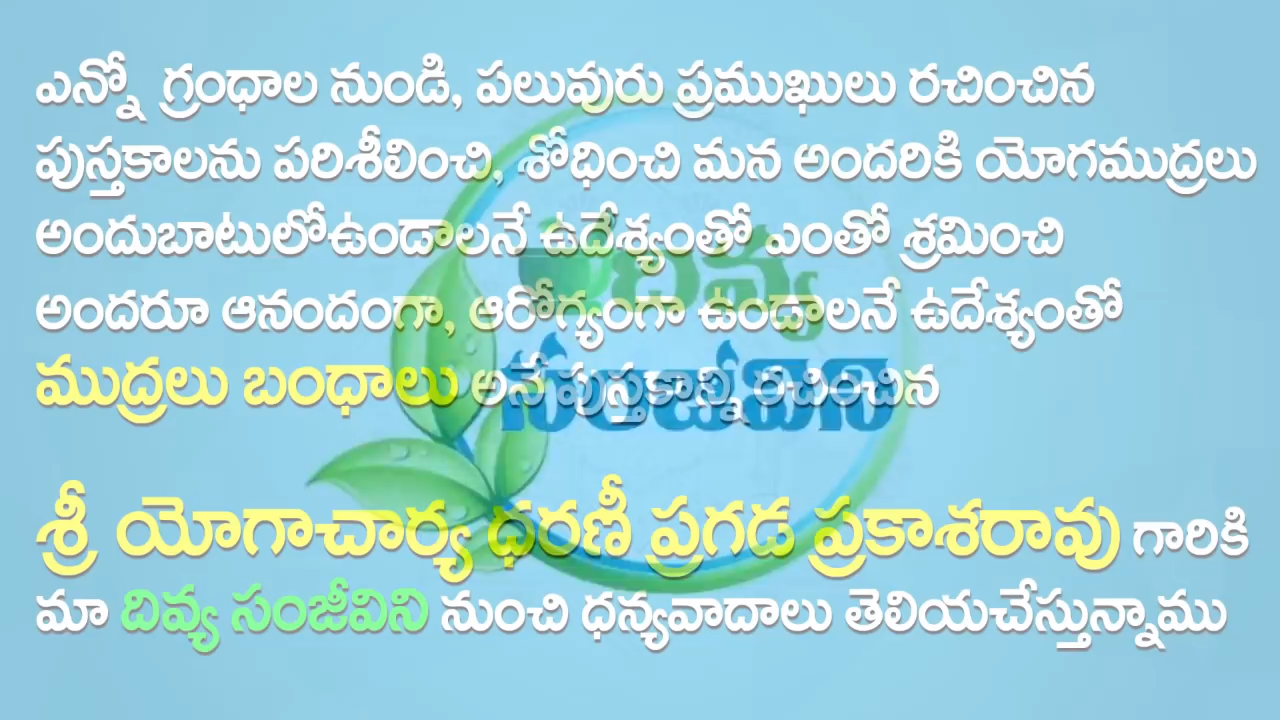 ఎన్నో గ్రంధాల నుండి, పలువురు ప్రముఖులు రచించిన
పుస్తకాలను పరిశీలించి, శోధించి మన అందరికి యోగముద్రలు
అందుబాటులోఉండాలనే ఉదేశ్యంతో ఎంతో శ్రమించి
అందరూ ఆనందంగా, ఆరోగ్యంగా ఉంధాలనే ఉదేశ్యంతో
ముద్రలు బంధాలు అనేపుస్తకాన్ని రచించిన
దివ్య
సంజీవిని
శ్రీ యోగాచార్య ధరణీ ప్రగడ ప్రకాశరావు గారికి
మా దివ్య సంజీవిని నుంచి ధన్యవాదాలు తెలియచేస్తున్నాము